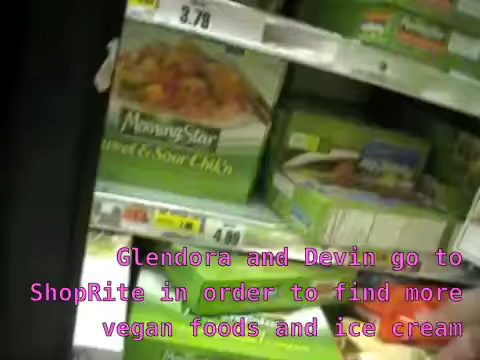 3.79
MorningStar
Sweet & Sour Chik'n
4.99
Glendora and Devin go to
ShopRite in order to find more
vegan foods and ice cream